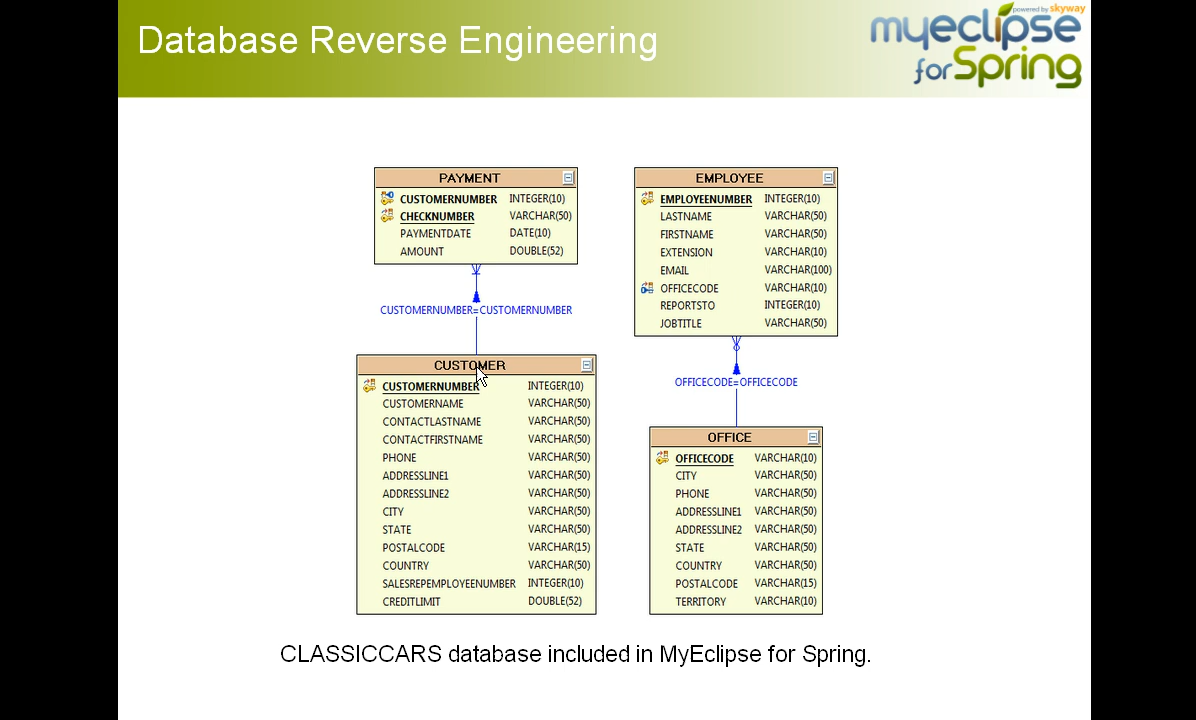 Database Reverse Engineering
powered by skyway
myeclipse
for Spring
PAYMENT
CUSTOMERNUMBER INTEGER(10)
CHECKNUMBER VARCHAR(50)
PAYMENTDATE DATE(10)
AMOUNT DOUBLE(52)
CUSTOMERNUMBER=CUSTOMERNUMBER
CUSTOMER
CUSTOMERNUMBER INTEGER(10)
CUSTOMERNAME VARCHAR(50)
CONTACTLASTNAME VARCHAR(50)
CONTACTFIRSTNAME VARCHAR(50)
PHONE VARCHAR(50)
ADDRESSLINE1 VARCHAR(50)
ADDRESSLINE2 VARCHAR(50)
CITY VARCHAR(50)
STATE VARCHAR(50)
POSTALCODE VARCHAR(15)
COUNTRY VARCHAR(50)
SALESREPEMPLOYEENUMBER INTEGER(10)
CREDITLIMIT DOUBLE(52)
EMPLOYEE
EMPLOYEENUMBER INTEGER(10)
LASTNAME VARCHAR(50)
FIRSTNAME VARCHAR(50)
EXTENSION VARCHAR(10)
EMAIL VARCHAR(100)
OFFICECODE VARCHAR(10)
REPORTSTO INTEGER(10)
JOBTITLE VARCHAR(50)
OFFICECODE=OFFICECODE
OFFICE
OFFICECODE VARCHAR(10)
CITY VARCHAR(50)
PHONE VARCHAR(50)
ADDRESSLINE1 VARCHAR(50)
ADDRESSLINE2 VARCHAR(50)
STATE VARCHAR(50)
COUNTRY VARCHAR(50)
POSTALCODE VARCHAR(15)
TERRITORY VARCHAR(10)
CLASSICCARS database included in MyEclipse for Spring.